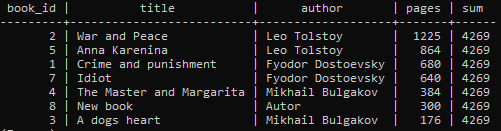 book_id | title | author | pages | sum
2 | War and Peace | Leo Tolstoy | 1225 | 4269
5 | Anna Karenina | Leo Tolstoy | 864 | 4269
1 | Crime and punishment | Fyodor Dostoevsky | 680 | 4269
7 | Idiot | Fyodor Dostoevsky | 640 | 4269
4 | The Master and Margarita | Mikhail Bulgakov | 384 | 4269
8 | New book | Autor | 300 | 4269
3 | A dogs heart | Mikhail Bulgakov | 176 | 4269